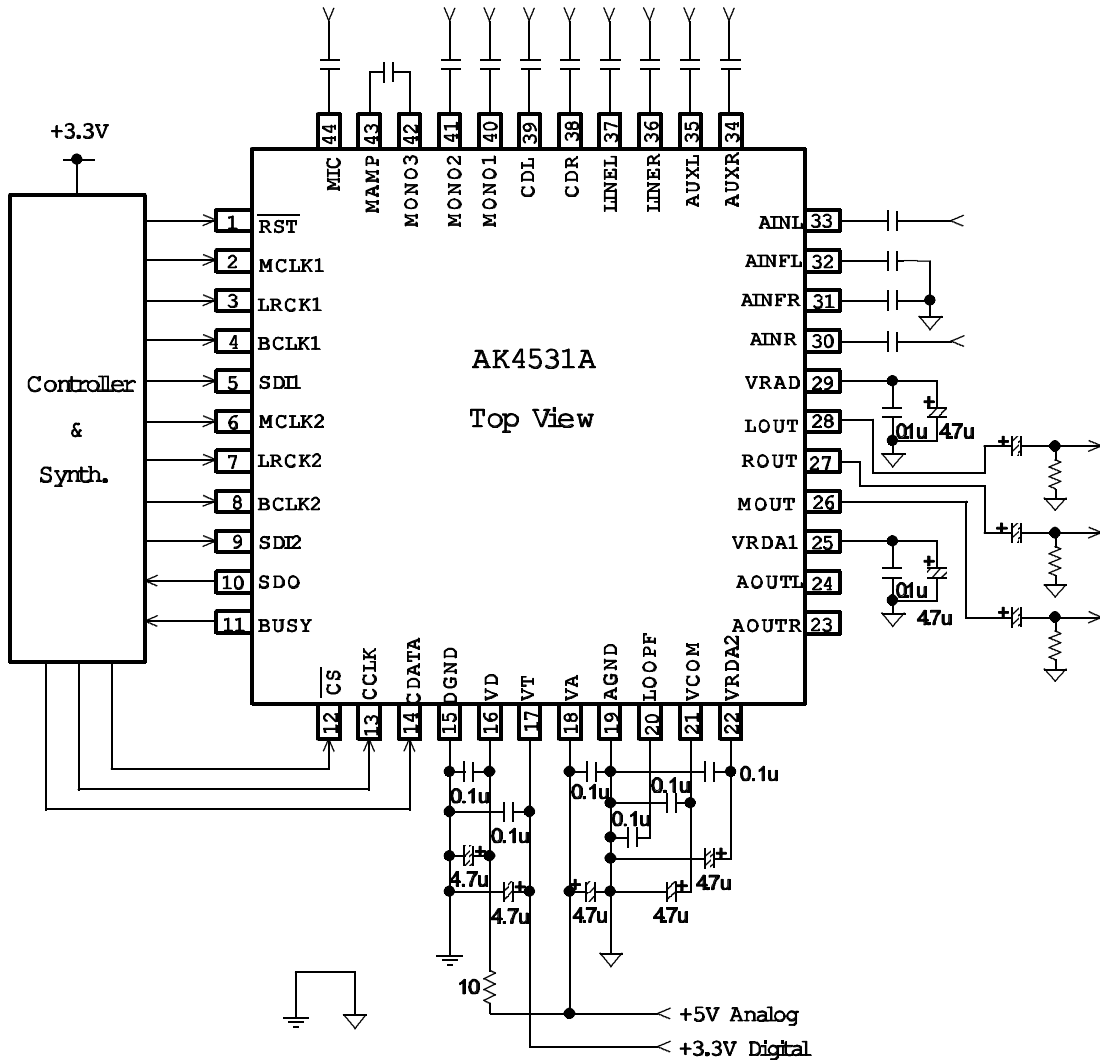 44 43 42 41 40 39 38 37 36 35 34
MIC MAMP MONO3 MONO2 MONO1 CDL CDR LINEL LINER AUXL AUXR
+3.3V
Controller
&
Synth.
1 RST
2 MCLK1
3 LRCK1
4 BCLK1
5 SDI1
6 MCLK2
7 LRCK2
8 BCLK2
9 SDI2
10 SDO
11 BUSY
AK4531A
Top View
AINL 33
AINFL 32
AINFR 31
AINR 30
VRAD 29
LOUT 28
ROUT 27
MOUT 26
VRDA1 25
AOUTL 24
AOUTR 23
+
0.1u 4.7u
+
+
+
0.1u
4.7u
+
CS CCLK CDATA DGND VD VT VA AGND LOOPF VCOM VRDA2
12 13 14 15 16 17 18 19 20 21 22
0.1u
0.1u
0.1u
0.1u
0.1u
0.1u
+
4.7u
+
4.7u
+
4.7u
+
4.7u
+
4.7u
10
+5V Analog
+3.3V Digital